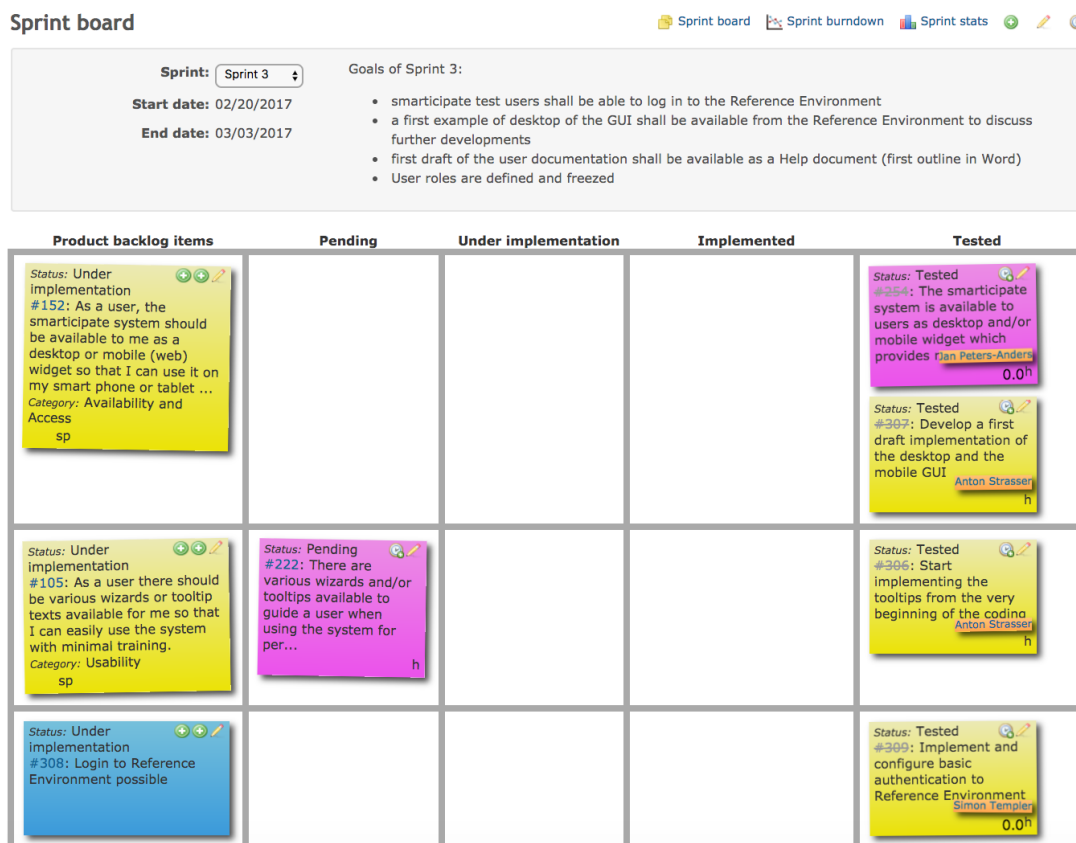 Sprint board
Sprint board Sprint burndown Sprint stats
Sprint: Sprint 3
Start date: 02/20/2017
End date: 03/03/2017
Goals of Sprint 3:
• smarticipate test users shall be able to log in to the Reference Environment
• a first example of desktop of the GUI shall be available from the Reference Environment to discuss
further developments
• first draft of the user documentation shall be available as a Help document (first outline in Word)
• User roles are defined and freezed
Product backlog items Pending Under implementation Implemented Tested
Status: Under
implementation
#152: As a user, the
smarticipate system should
be available to me as a
desktop or mobile (web)
widget so that I can use it on
my smart phone or tablet ...
Category: Availability and
Access
sp
Status: Tested
#254: The smarticipate
system is available to
users as desktop and/or
mobile widget which
provides
Jan Peters-Anders
0.0h
Status: Tested
#307: Develop a first
draft implementation of
the desktop and the
mobile GUI
Anton Strasser
h
Status: Under
implementation
#105: As a user there should
be various wizards or tooltip
texts available for me so that
I can easily use the system
with minimal training.
Category: Usability
sp
Status: Pending
#222: There are
various wizards and/or
tooltips available to
guide a user when
using the system for
per...
h
Status: Tested
#306: Start
implementing the
tooltips from the very
beginning of the coding
Anton Strasser
h
Status: Under
implementation
#308: Login to Reference
Environment possible
Status: Tested
#309: Implement and
configure basic
authentication to
Reference Environment
Simon Templer
0.0h